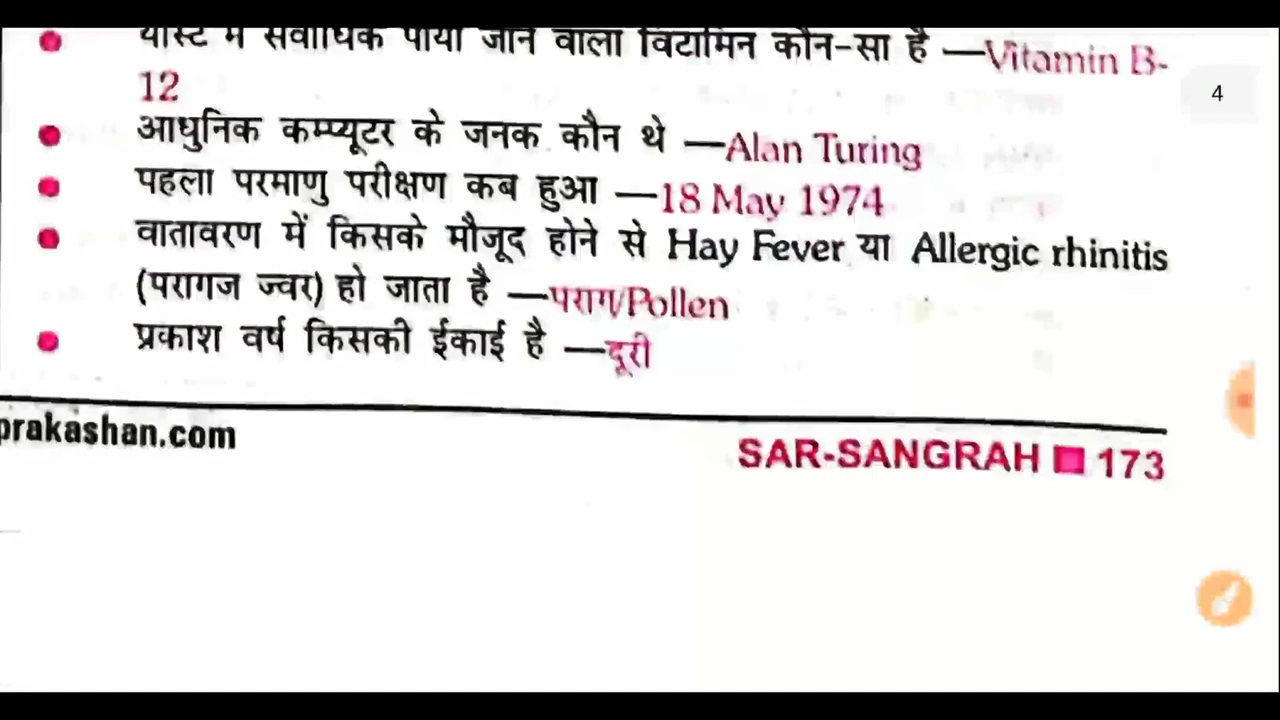 यीस्ट में सर्वाधिक पाया जाने वाला विटामिन कौन-सा है —Vitamin B-
12
4
आधुनिक कम्प्यूटर के जनक कौन थे —Alan Turing
पहला परमाणु परीक्षण कब हुआ —18 May 1974
वातावरण में किसके मौजूद होने से Hay Fever या Allergic rhinitis
(परागज ज्वर) हो जाता है —पराग/Pollen
प्रकाश वर्ष किसकी ईकाई है —दूरी
prakashan.com
SAR-SANGRAH ■ 173